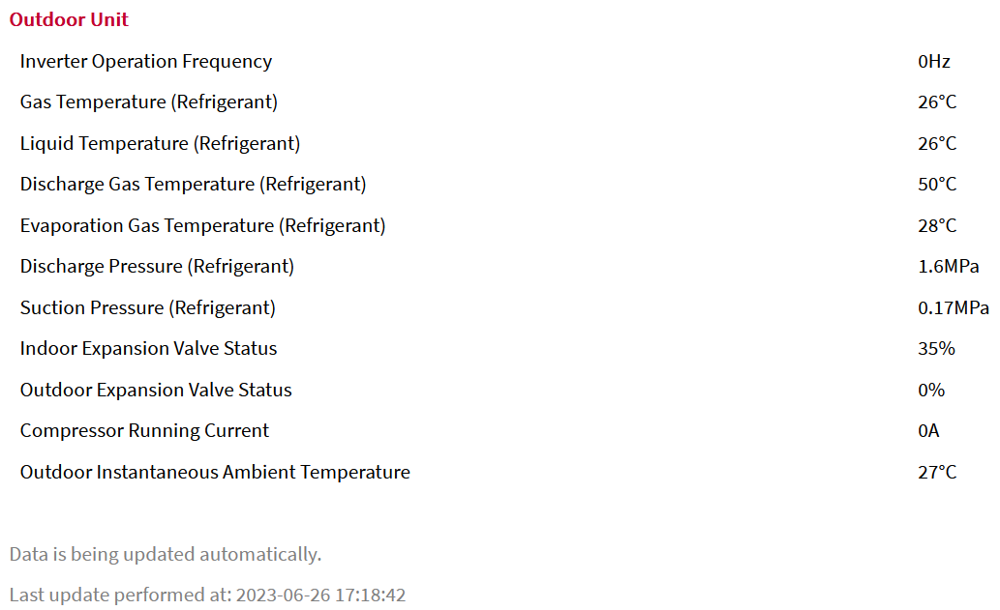 Outdoor Unit
Inverter Operation Frequency 0Hz
Gas Temperature (Refrigerant) 26°C
Liquid Temperature (Refrigerant) 26°C
Discharge Gas Temperature (Refrigerant) 50°C
Evaporation Gas Temperature (Refrigerant) 28°C
Discharge Pressure (Refrigerant) 1.6MPa
Suction Pressure (Refrigerant) 0.17MPa
Indoor Expansion Valve Status 35%
Outdoor Expansion Valve Status 0%
Compressor Running Current 0A
Outdoor Instantaneous Ambient Temperature 27°C
Data is being updated automatically.
Last update performed at: 2023-06-26 17:18:42